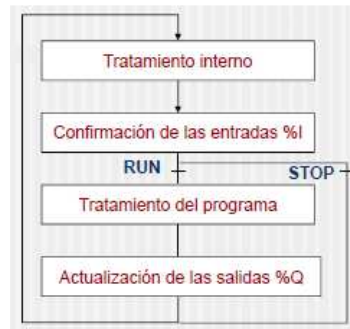 Tratamiento interno
Confirmación de las entradas %I
RUN
STOP
Tratamiento del programa
Actualización de las salidas %Q